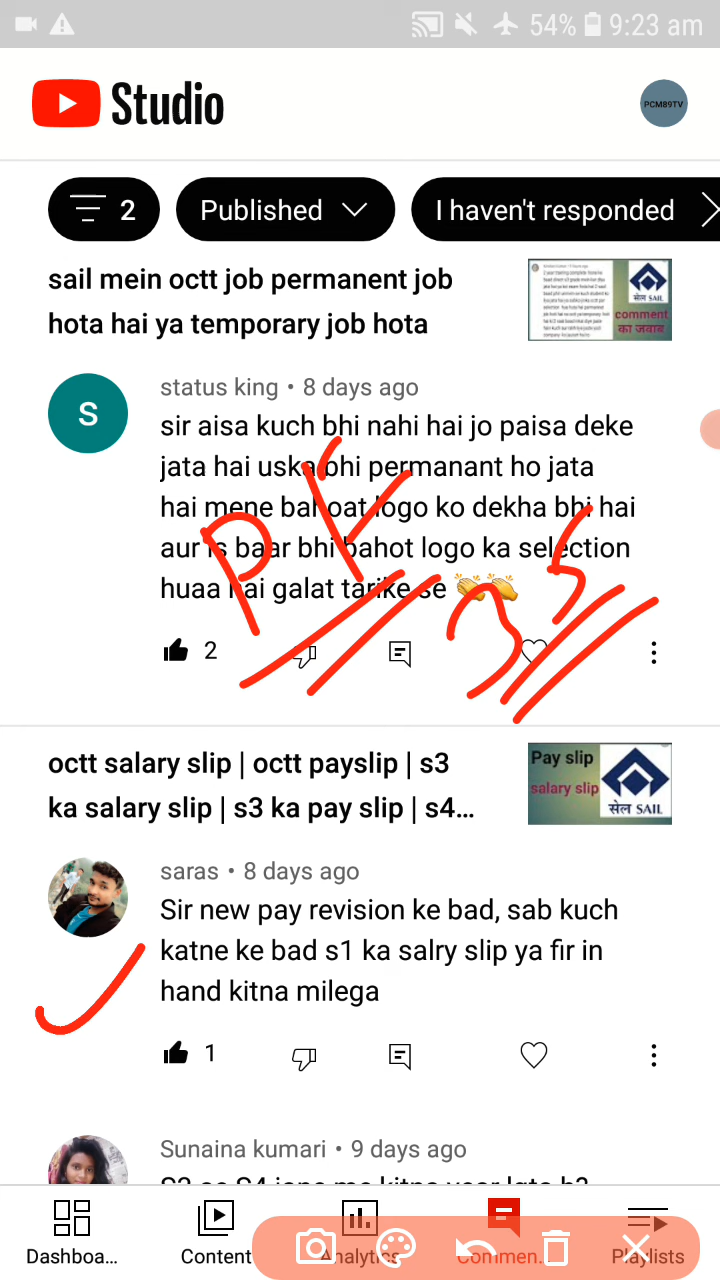 54% 9:23 am
Studio
PCM89TV
2 Published I haven't responded
sail mein octt job permanent job
hota hai ya temporary job hota
सेल SAIL
comment
का जवाब
S
status king • 8 days ago
sir aisa kuch bhi nahi hai jo paisa deke
jata hai uska bhi permanant ho jata
hai mene bahoat logo ko dekha bhi hai
aur is baar bhi bahot logo ka selection
huaa hai galat tarike se 👏👏
2
octt salary slip | octt payslip | s3
ka salary slip | s3 ka pay slip | s4...
Pay slip
salary slip
सेल SAIL
saras • 8 days ago
Sir new pay revision ke bad, sab kuch
katne ke bad s1 ka salry slip ya fir in
hand kitna milega
1
Sunaina kumari • 9 days ago
Dashboa... Content Analytics Commen... Playlists